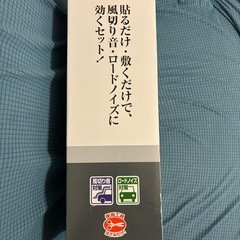 貼るだけ・敷くだけで、
風切り音・ロードノイズに
効くセット!
風切り音
対策
ロードノイズ
対策